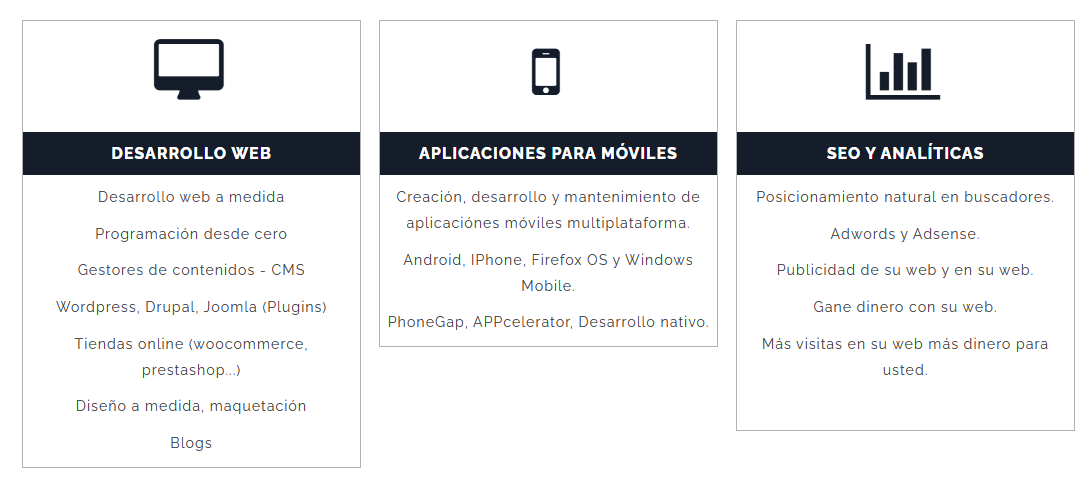 DESARROLLO WEB
Desarrollo web a medida
Programación desde cero
Gestores de contenidos - CMS
Wordpress, Drupal, Joomla (Plugins)
Tiendas online (woocommerce,
prestashop...)
Diseño a medida, maquetación
Blogs
APLICACIONES PARA MÓVILES
Creación, desarrollo y mantenimiento de
aplicaciónes móviles multiplataforma.
Android, IPhone, Firefox OS y Windows
Mobile.
PhoneGap, APPcelerator, Desarrollo nativo.
SEO Y ANALÍTICAS
Posicionamiento natural en buscadores.
Adwords y Adsense.
Publicidad de su web y en su web.
Gane dinero con su web.
Más visitas en su web más dinero para
usted.